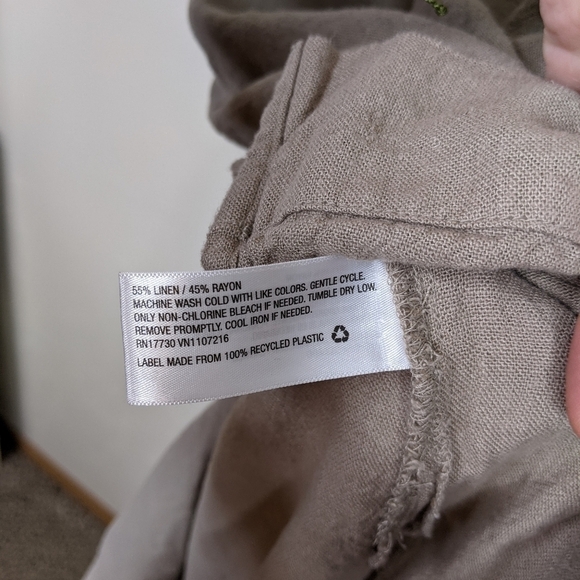 55% LINEN / 45% RAYON
MACHINE WASH COLD WITH LIKE COLORS. GENTLE CYCLE.
ONLY NON-CHLORINE BLEACH IF NEEDED. TUMBLE DRY LOW.
REMOVE PROMPTLY. COOL IRON IF NEEDED.
RN17730 VN1107216
LABEL MADE FROM 100% RECYCLED PLASTIC